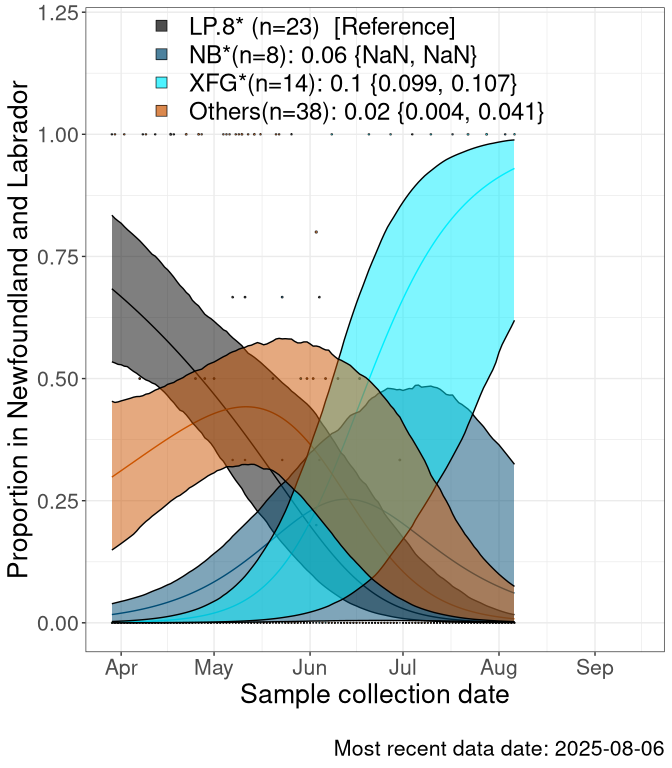 LP.8* (n=23)  [Reference]
NB*(n=8): 0.06 {NaN, NaN}
XFG*(n=14): 0.1 {0.099, 0.107}
Others(n=38): 0.02 {0.004, 0.041}
Proportion in Newfoundland and Labrador
1.25
1.00
0.75
0.50
0.25
0.00
Apr May Jun Jul Aug Sep
Sample collection date
Most recent data date: 2025-08-06